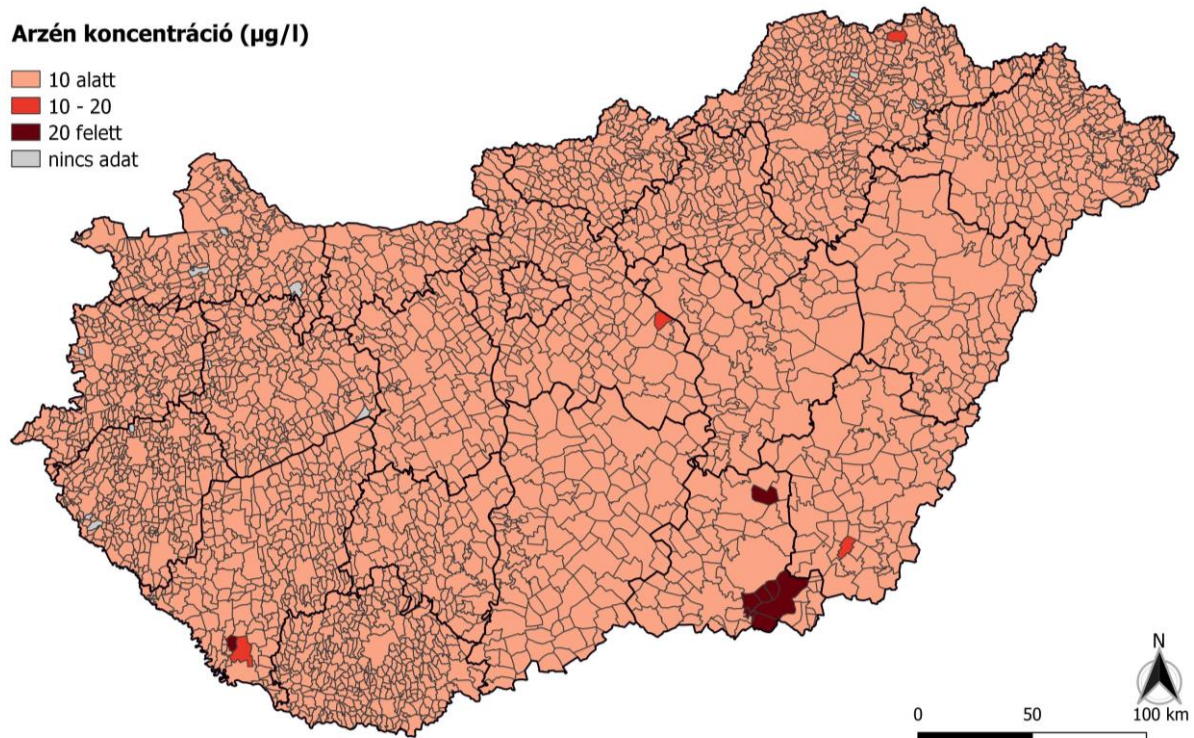 Arzén koncentráció (µg/l)
10 alatt
10 - 20
20 felett
nincs adat
N
0 50 100 km